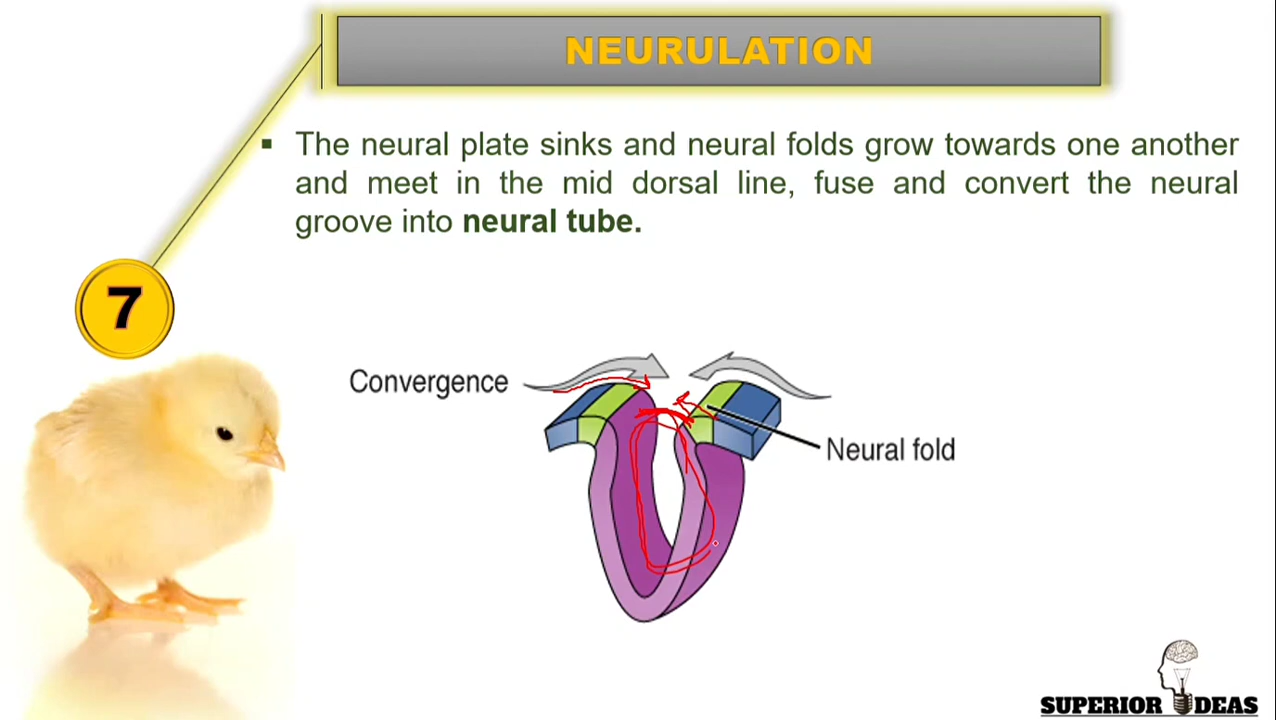 NEURULATION
▪ The neural plate sinks and neural folds grow towards one another
and meet in the mid dorsal line, fuse and convert the neural
groove into neural tube.
7
Convergence
Neural fold
SUPERIOR IDEAS